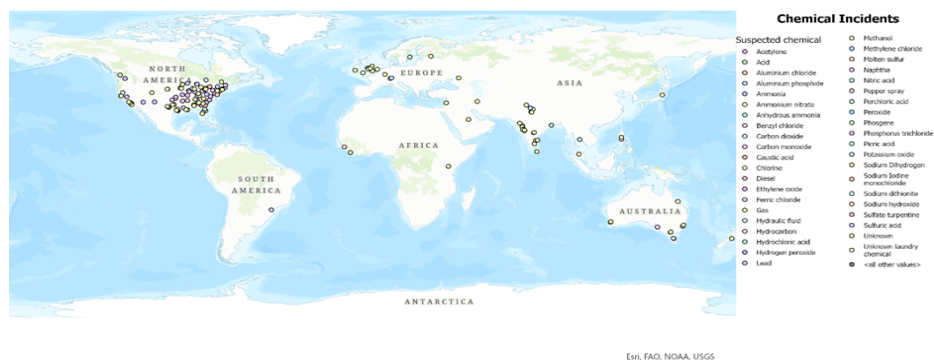 Chemical Incidents
Suspected chemical
Acetylene
Acid
Aluminium chloride
Aluminium phosphide
Ammonia
Ammonium nitrate
Anhydrous ammonia
Benzyl chloride
Carbon dioxide
Carbon monoxide
Caustic acid
Chlorine
Diesel
Ethylene oxide
Ferric chloride
Gas
Hydraulic fluid
Hydrocarbon
Hydrochloric acid
Hydrogen peroxide
Lead
Methanol
Methylene chloride
Molten sulfur
Naphtha
Nitric acid
Pepper spray
Perchloric acid
Peroxide
Phosgene
Phosphorus trichloride
Picric acid
Potassium oxide
Sodium Dihydrogen
Sodium Iodine
monochloride
Sodium dithionite
Sodium hydroxide
Sulfate turpentine
Sulfuric acid
Unknown
Unknown laundry
chemical
<all other values>
NORTH
AMERICA
EUROPE
ASIA
AFRICA
SOUTH
AMERICA
AUSTRALIA
ANTARCTICA
Esri, FAO, NOAA, USGS